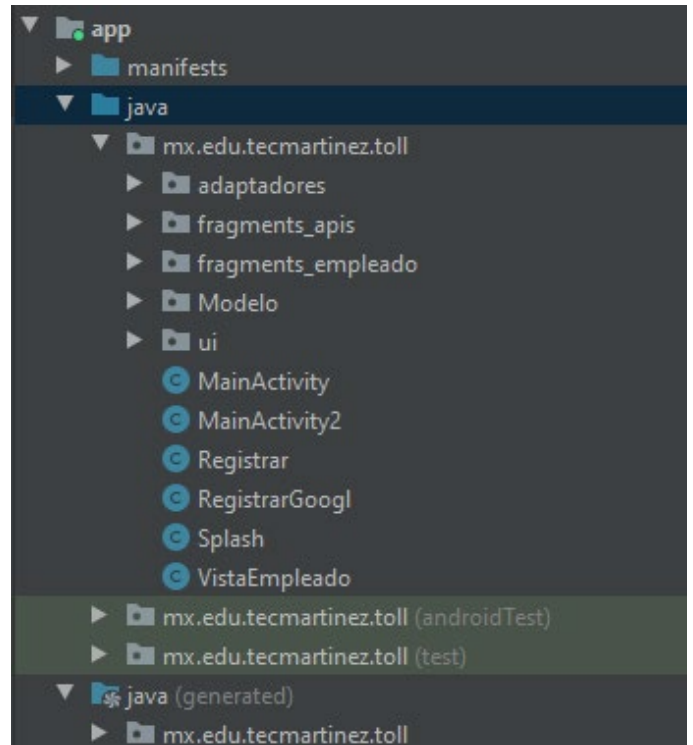 app
manifests
java
mx.edu.tecmartinez.toll
adaptadores
fragments_apis
fragments_empleado
Modelo
ui
MainActivity
MainActivity2
Registrar
RegistrarGoogl
Splash
VistaEmpleado
mx.edu.tecmartinez.toll (androidTest)
mx.edu.tecmartinez.toll (test)
java (generated)
mx.edu.tecmartinez.toll